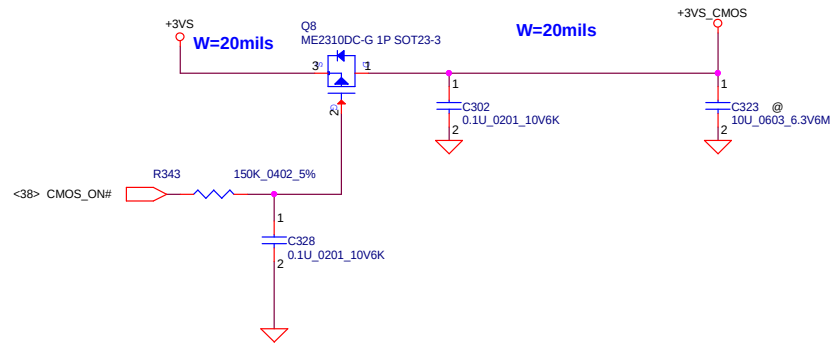 +3VS
W=20mils
Q8
ME2310DC-G 1P SOT23-3
W=20mils
+3VS_CMOS
3
1
2
1
C302
0.1U_0201_10V6K
2
1
C323 @
10U_0603_6.3V6M
2
R343 150K_0402_5%
<38> CMOS_ON#
1
C328
0.1U_0201_10V6K
2